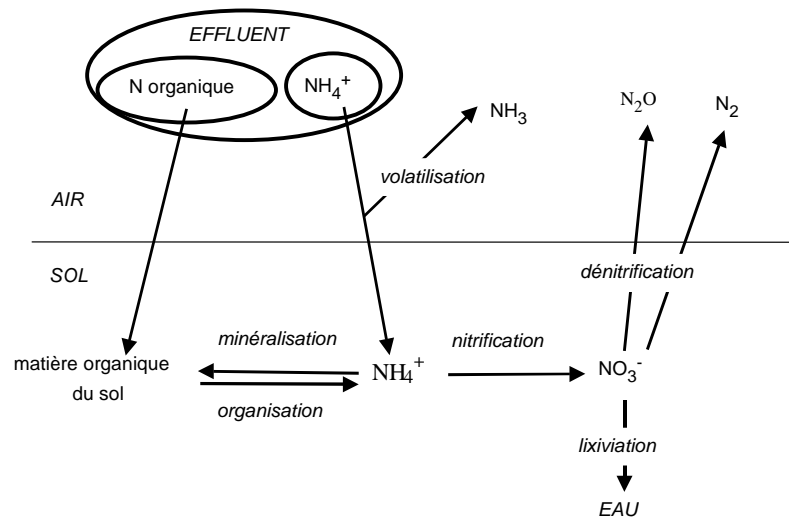 EFFLUENT
N organique
NH₄⁺
NH₃
N₂O
N₂
volatilisation
AIR
SOL
dénitrification
minéralisation
nitrification
matière organique
du sol
NH₄⁺
NO₃⁻
organisation
lixiviation
EAU